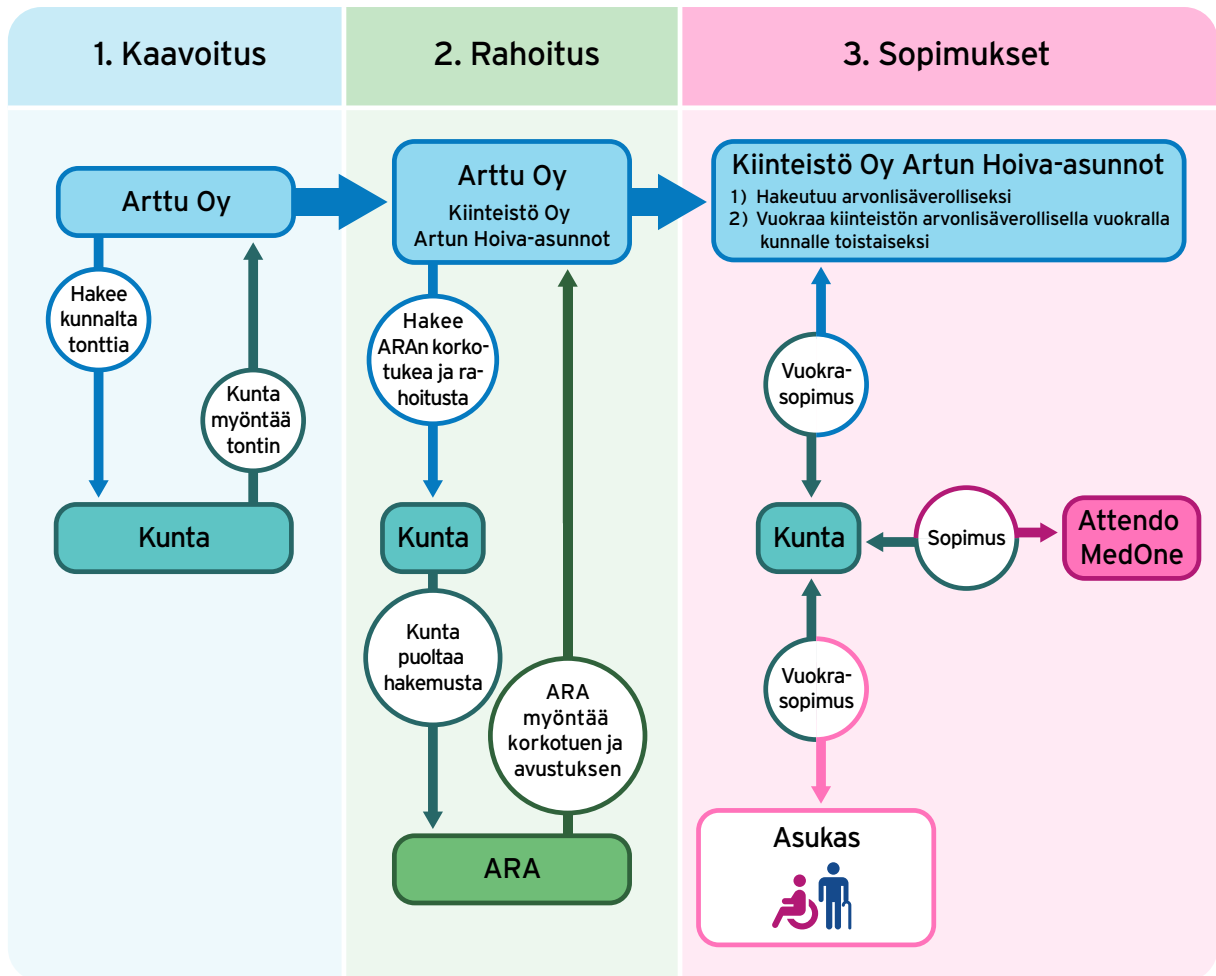 1. Kaavoitus
2. Rahoitus
3. Sopimukset
Arttu Oy
Hakee
kunnalta
tonttia
Kunta
myöntää
tontin
Kunta
Arttu Oy
Kiinteistö Oy
Artun Hoiva-asunnot
Hakee
ARAn korko-
tukea ja ra-
hoitusta
Kunta
Kunta
puoltaa
hakemusta
ARA
myöntää
korkotuen ja
avustuksen
ARA
Kiinteistö Oy Artun Hoiva-asunnot
1) Hakeutuu arvonlisäverolliseksi
2) Vuokraa kiinteistön arvonlisäverollisella vuokralla
kunnalle toistaiseksi
Vuokra-
sopimus
Kunta
Sopimus
Attendo
MedOne
Vuokra-
sopimus
Asukas